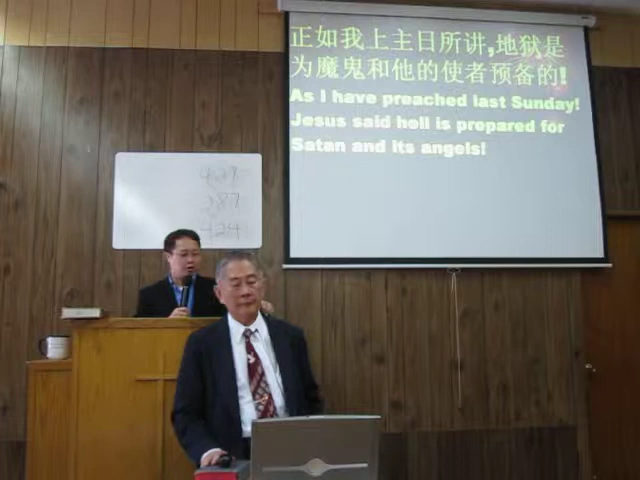 正如我上主日所讲,地狱是
为魔鬼和他的使者预备的!
As I have preached last Sunday!
Jesus said hell is prepared for
Satan and its angels!
424